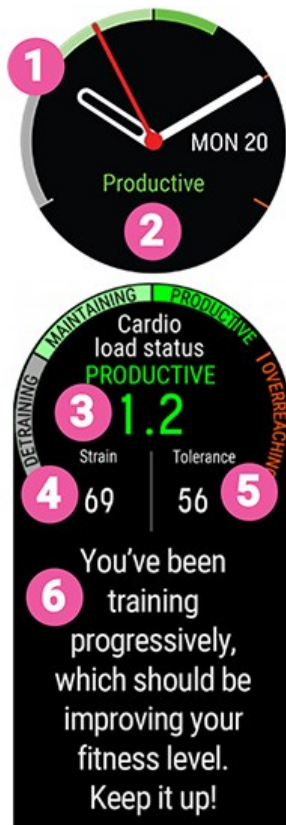 1
MON 20
Productive
2
DETRAINING
MAINTAINING
PRODUCTIVE
OVERREACHING
Cardio
load status
PRODUCTIVE
3
1.2
Strain
Tolerance
4
69
56
5
You've been
6
training
progressively,
which should be
improving your
fitness level.
Keep it up!